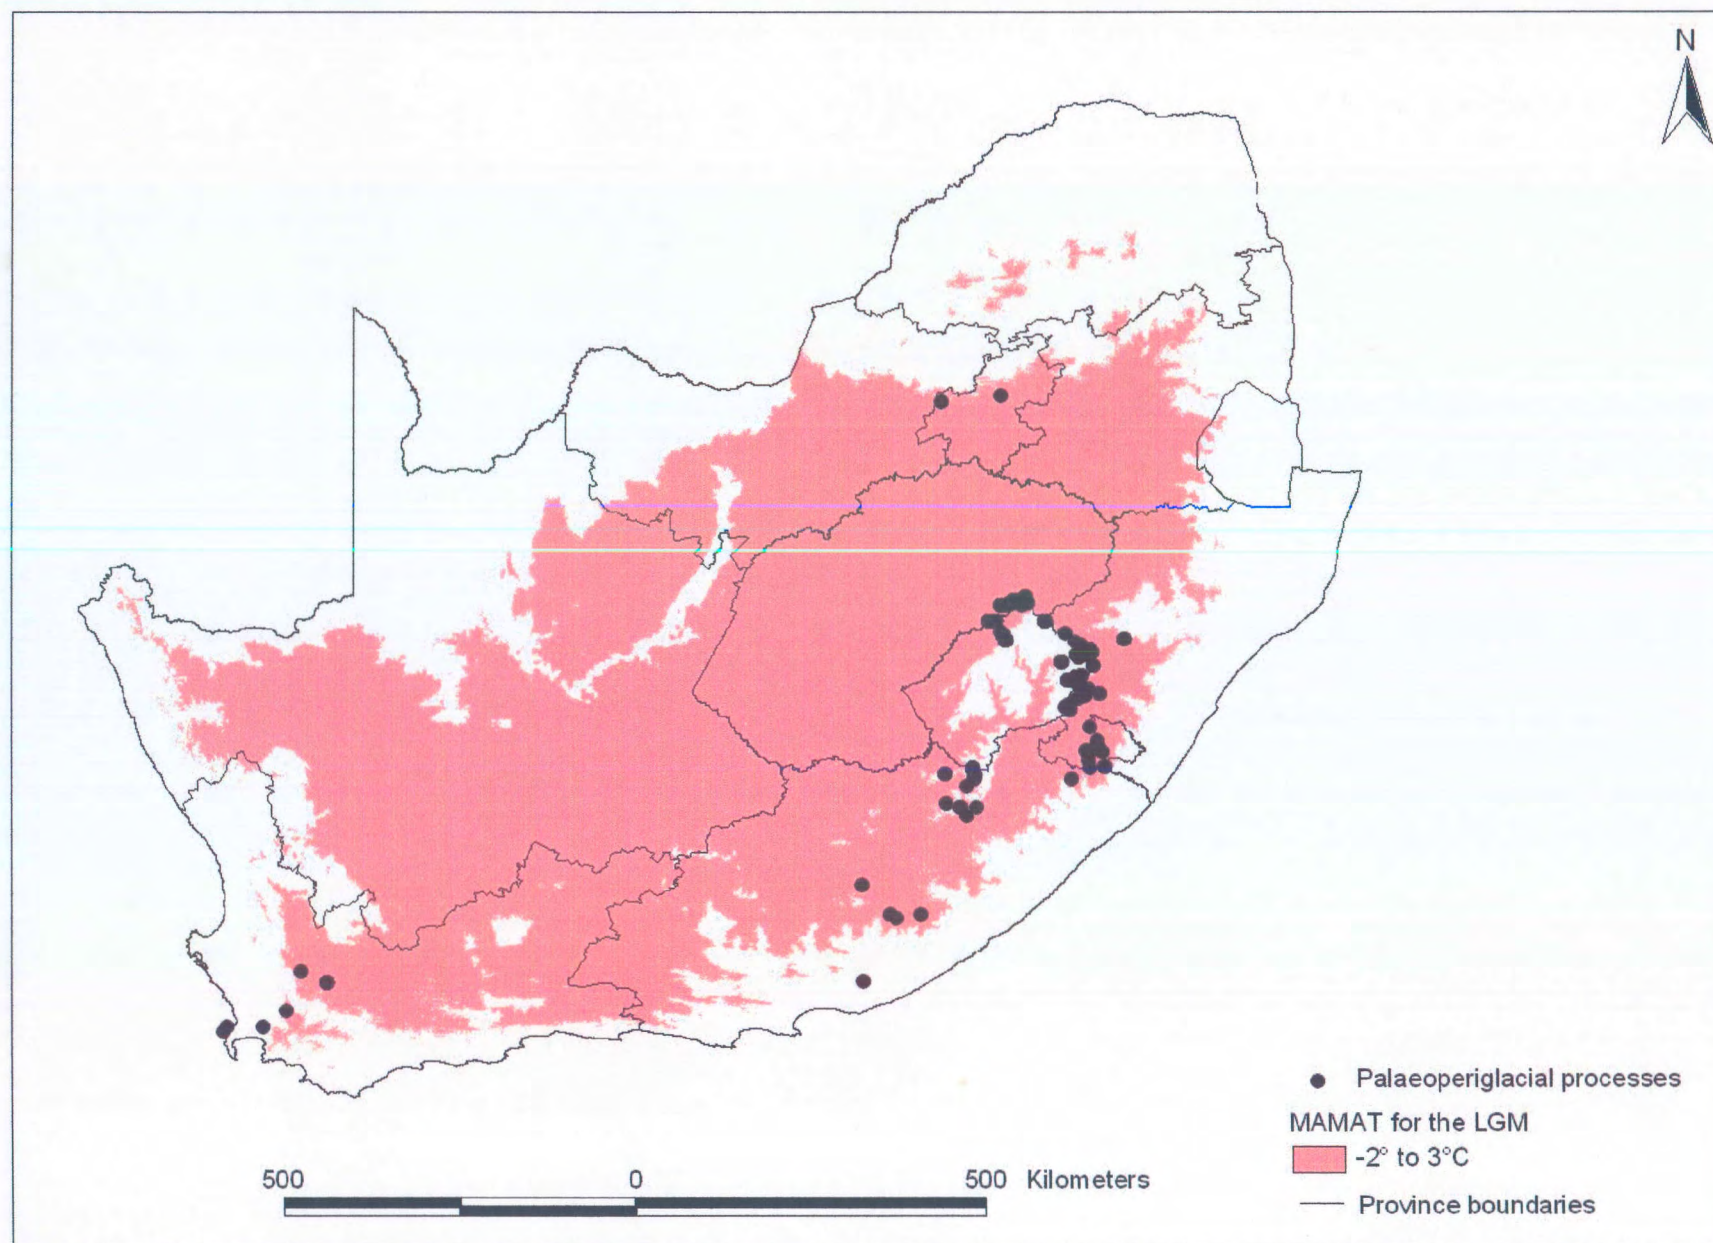 N
Palaeoperiglacial processes
MAMAT for the LGM
-2° to 3°C
Province boundaries
500 0 500 Kilometers